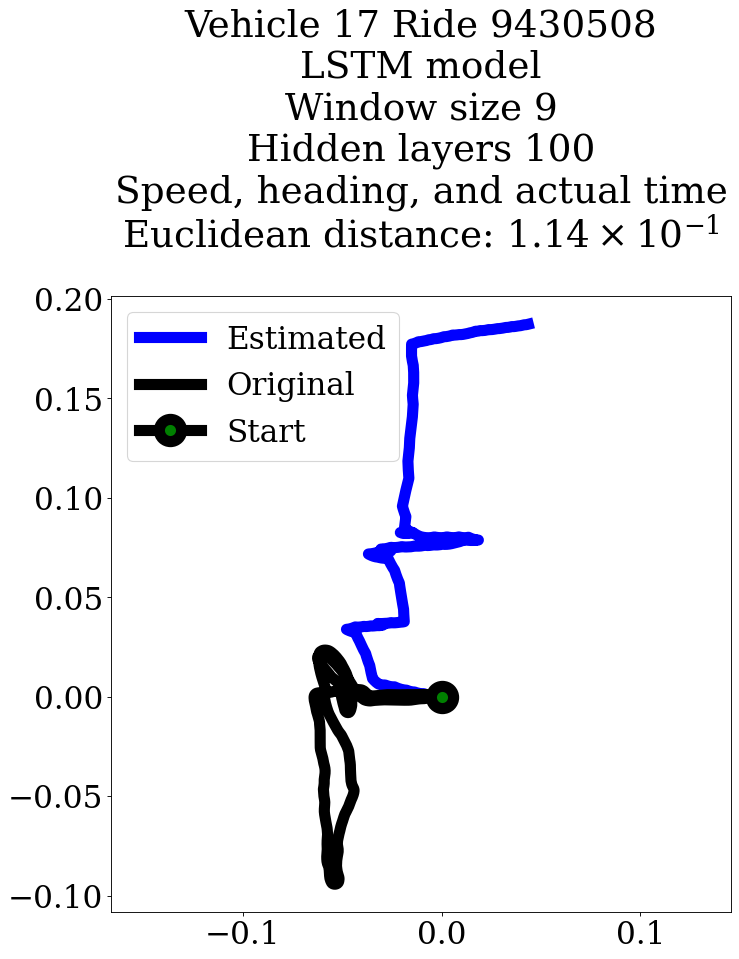 Vehicle 17 Ride 9430508
LSTM model
Window size 9
Hidden layers 100
Speed, heading, and actual time
Euclidean distance: 1.14 × 10⁻¹
Estimated
Original
Start
0.20
0.15
0.10
0.05
0.00
−0.05
−0.10
−0.1 0.0 0.1